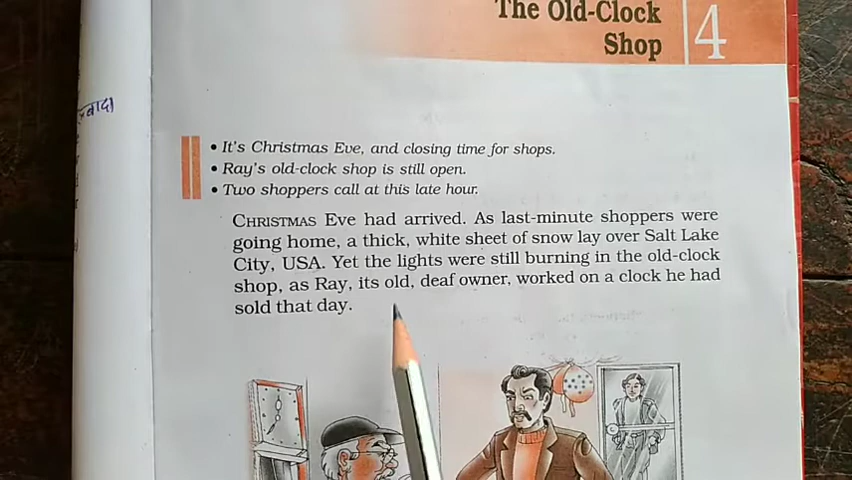 The Old-Clock
Shop
4
• It's Christmas Eve, and closing time for shops.
• Ray's old-clock shop is still open.
• Two shoppers call at this late hour.
CHRISTMAS Eve had arrived. As last-minute shoppers were
going home, a thick, white sheet of snow lay over Salt Lake
City, USA. Yet the lights were still burning in the old-clock
shop, as Ray, its old, deaf owner, worked on a clock he had
sold that day.